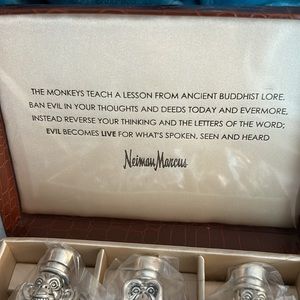 THE MONKEYS TEACH A LESSON FROM ANCIENT BUDDHIST LORE,
BAN EVIL IN YOUR THOUGHTS AND DEEDS TODAY AND EVERMORE,
INSTEAD REVERSE YOUR THINKING AND THE LETTERS OF THE WORD;
EVIL BECOMES LIVE FOR WHAT'S SPOKEN, SEEN AND HEARD
Neiman Marcus